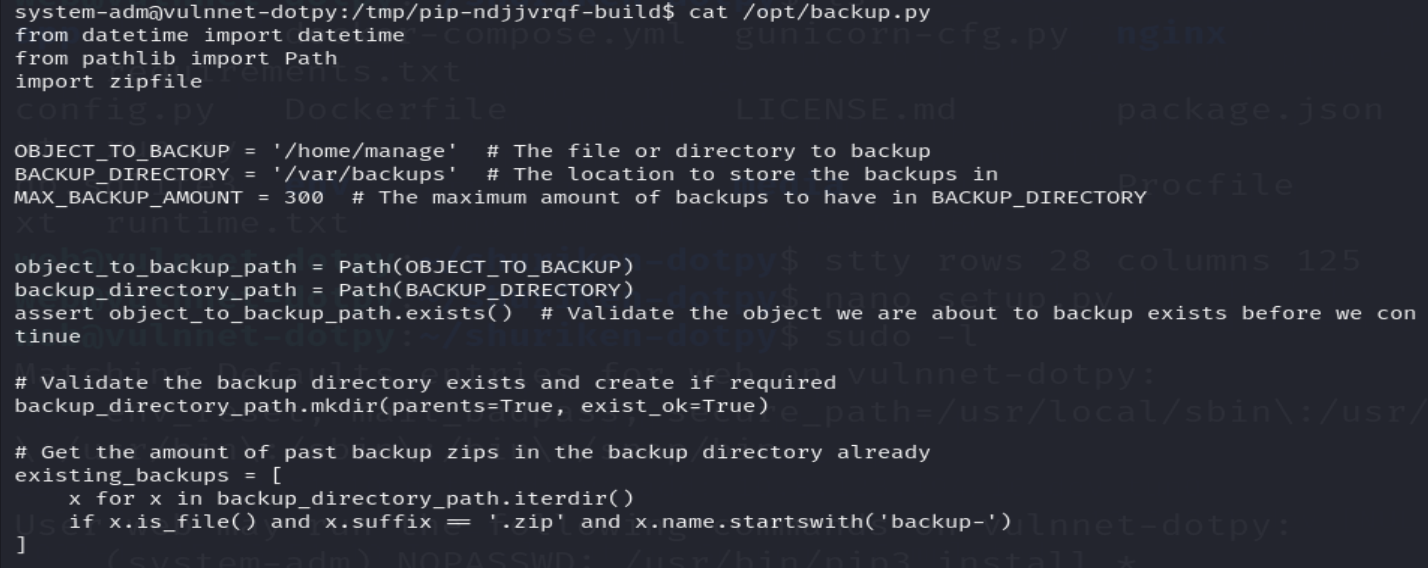 system-adm@vulnnet-dotpy:/tmp/pip-ndjjvrqf-build$ cat /opt/backup.py
from datetime import datetime
from pathlib import Path
import zipfile
OBJECT_TO_BACKUP = '/home/manage'  # The file or directory to backup
BACKUP_DIRECTORY = '/var/backups'  # The location to store the backups in
MAX_BACKUP_AMOUNT = 300  # The maximum amount of backups to have in BACKUP_DIRECTORY
object_to_backup_path = Path(OBJECT_TO_BACKUP)
backup_directory_path = Path(BACKUP_DIRECTORY)
assert object_to_backup_path.exists()  # Validate the object we are about to backup exists before we con
tinue
# Validate the backup directory exists and create if required
backup_directory_path.mkdir(parents=True, exist_ok=True)
# Get the amount of past backup zips in the backup directory already
existing_backups = [
    x for x in backup_directory_path.iterdir()
    if x.is_file() and x.suffix == '.zip' and x.name.startswith('backup-')
]